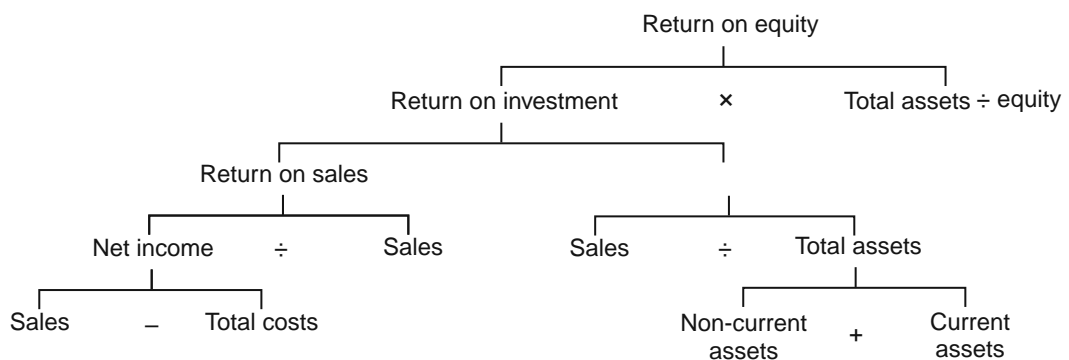 Return on equity
Return on investment × Total assets ÷ equity
Return on sales
Net income ÷ Sales Sales ÷ Total assets
Sales – Total costs Non-current assets + Current assets